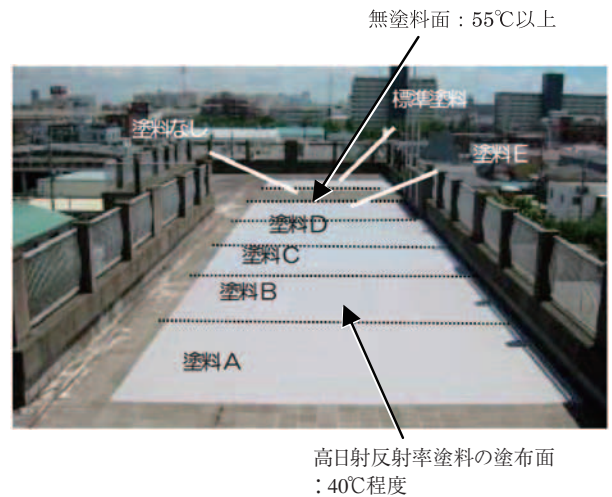 無塗料面：55℃以上
標準塗料
塗料なし
塗料E
塗料D
塗料C
塗料B
塗料A
高日射反射率塗料の塗布面
：40℃程度